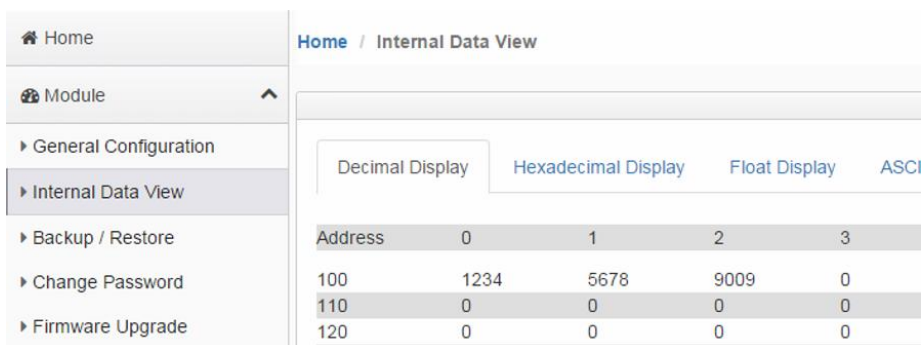 Home
Module
General Configuration
Internal Data View
Backup / Restore
Change Password
Firmware Upgrade
Home / Internal Data View
Decimal Display Hexadecimal Display Float Display ASCI
Address 0 1 2 3
100 1234 5678 9009 0
110 0 0 0 0
120 0 0 0 0